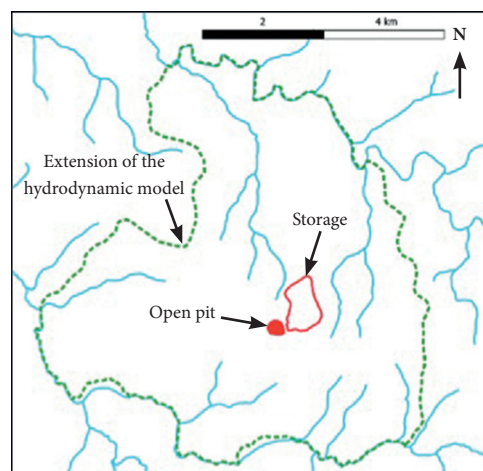 2
4 km
N
Extension of the
hydrodynamic model
Storage
Open pit